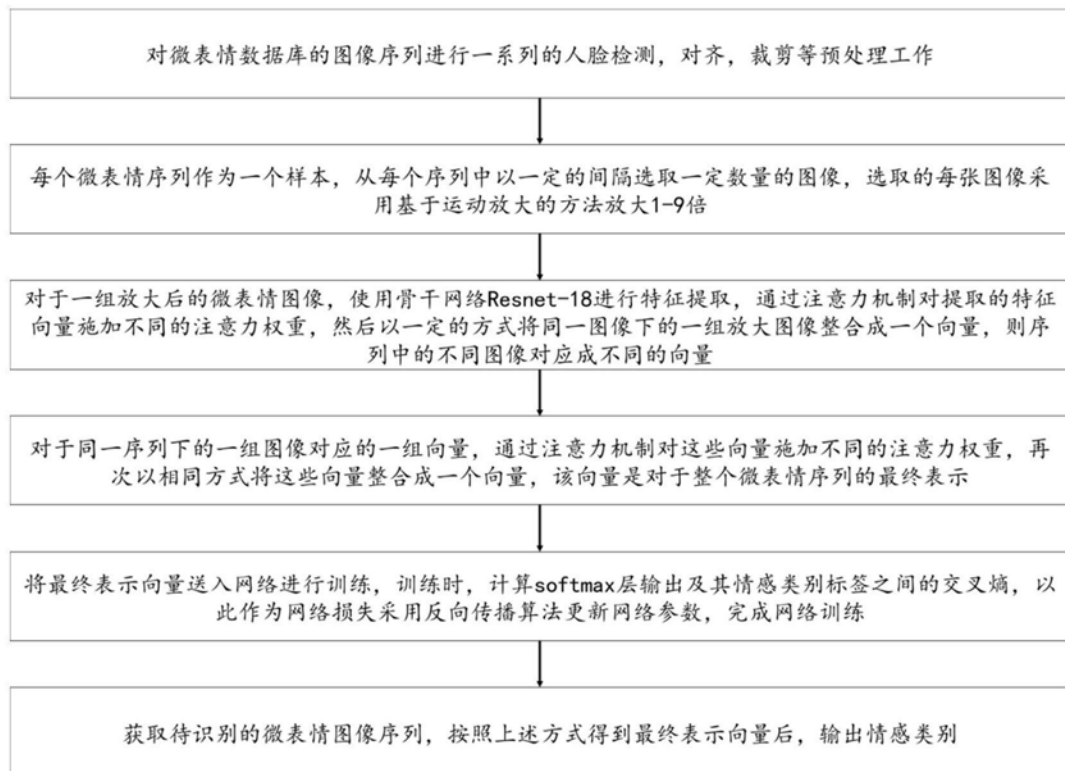 对微表情数据库的图像序列进行一系列的人脸检测，对齐，裁剪等预处理工作
每个微表情序列作为一个样本，从每个序列中以一定的间隔选取一定数量的图像，选取的每张图像采
用基于运动放大的方法放大1-9倍
对于一组放大后的微表情图像，使用骨干网络Resnet-18进行特征提取，通过注意力机制对提取的特征
向量施加不同的注意力权重，然后以一定的方式将同一图像下的一组放大图像整合成一个向量，则序
列中的不同图像对应成不同的向量
对于同一序列下的一组图像对应的一组向量，通过注意力机制对这些向量施加不同的注意力权重，再
次以相同方式将这些向量整合成一个向量，该向量是对于整个微表情序列的最终表示
将最终表示向量送入网络进行训练，训练时，计算softmax层输出及其情感类别标签之间的交叉熵，以
此作为网络损失采用反向传播算法更新网络参数，完成网络训练
获取待识别的微表情图像序列，按照上述方式得到最终表示向量后，输出情感类别